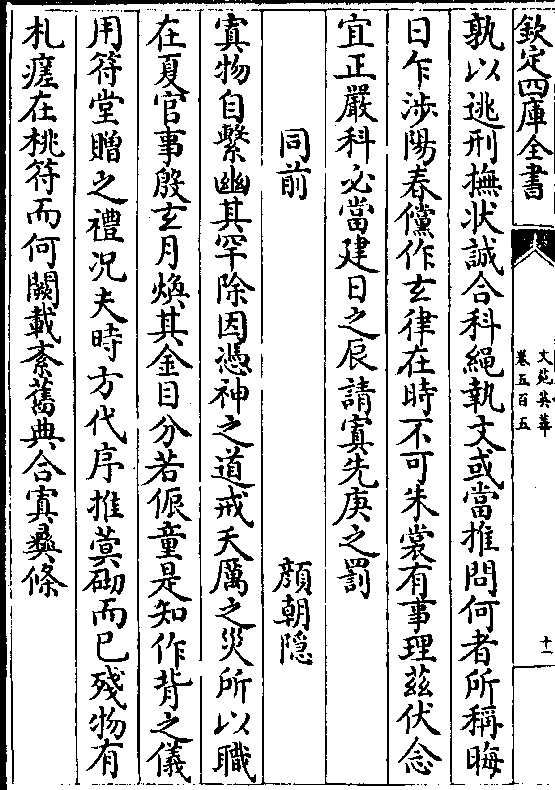 欽定四庫全書
文苑英華
卷五百五
十一
孰以逃刑撫狀誠合科繩執文或當推問何者所稱晦
日乍涉陽春儻作玄律在時不可朱裳有事理茲伏念
宜正嚴科必當建日之辰請寘先庚之罰
同前
顔朝隠
寘物自繫幽其罕除因憑神之道戒天厲之災所以職
在夏官事殷玄月煥其金目分若侲童是知作背之儀
用符堂贈之禮況夫時方代序推蓂砌而已殘物有
札瘥在桃符而何闕載紊舊典合寘彝條